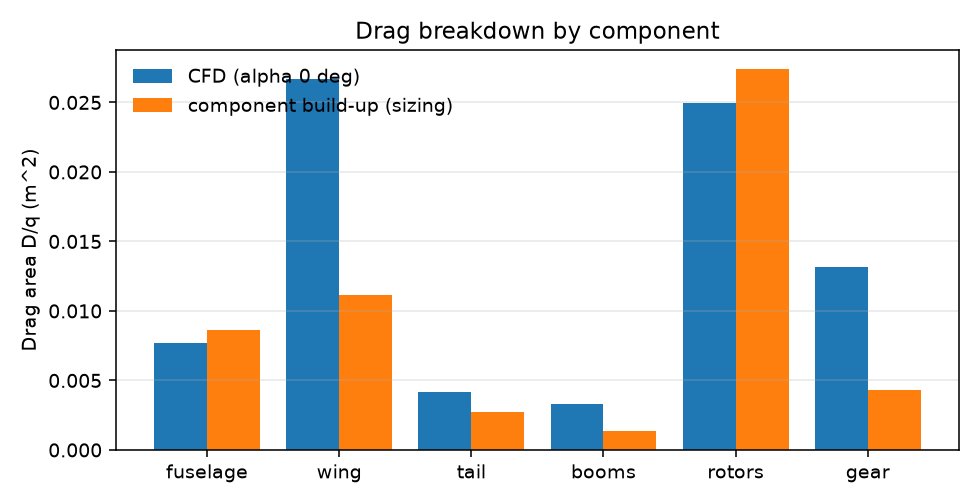 Drag breakdown by component
CFD (alpha 0 deg)
component build-up (sizing)
Drag area D/q (m^2)
0.025
0.020
0.015
0.010
0.005
0.000
fuselage wing tail booms rotors gear